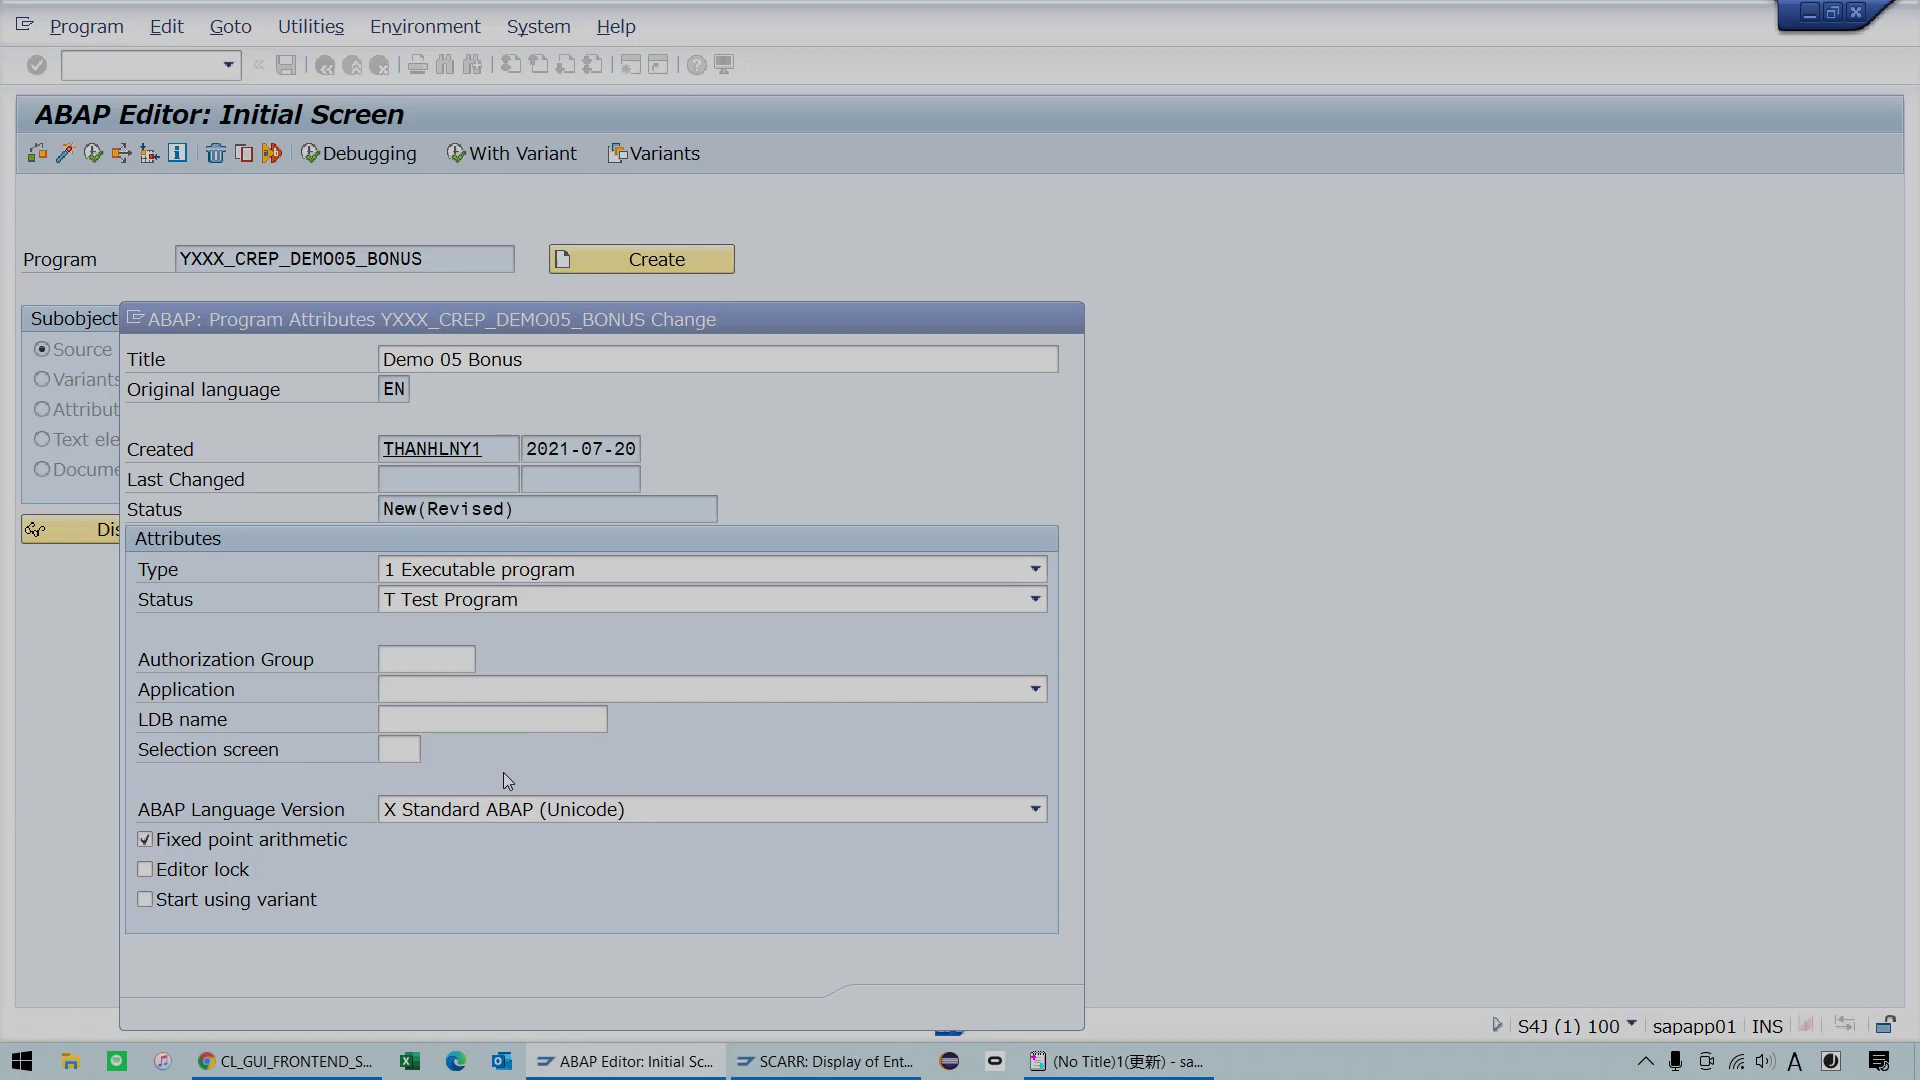 Program Edit Goto Utilities Environment System Help
ABAP Editor: Initial Screen
Debugging With Variant Variants
Program YXXX_CREP_DEMO05_BONUS Create
Subobject
Source
Variants
Attribut
Text ele
Docume
Dis
ABAP: Program Attributes YXXX_CREP_DEMO05_BONUS Change
Title Demo 05 Bonus
Original language EN
Created THANHLNY1 2021-07-20
Last Changed
Status New(Revised)
Attributes
Type 1 Executable program
Status T Test Program
Authorization Group
Application
LDB name
Selection screen
ABAP Language Version X Standard ABAP (Unicode)
Fixed point arithmetic
Editor lock
Start using variant
S4J (1) 100 sapapp01 INS
CL_GUI_FRONTEND_S... ABAP Editor: Initial Sc... SCARR: Display of Ent... (No Title)1(更新) - sa... A